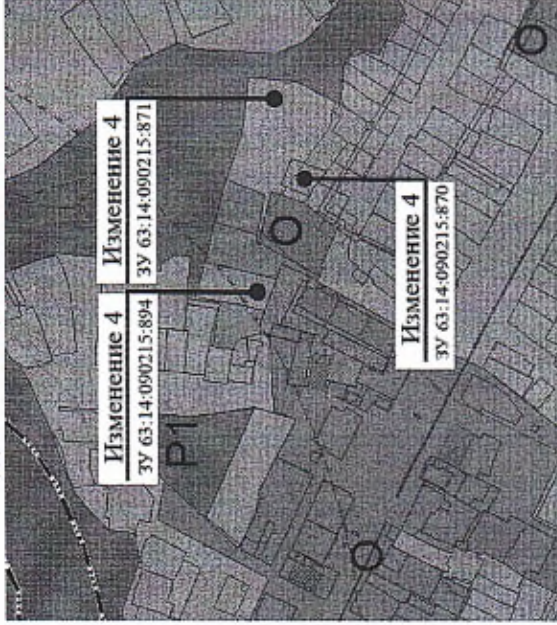 Изменение 4
ЗУ 63:14:090215:894
Изменение 4
ЗУ 63:14:090215:871
Изменение 4
ЗУ 63:14:090215:870
Р1
О
О
О